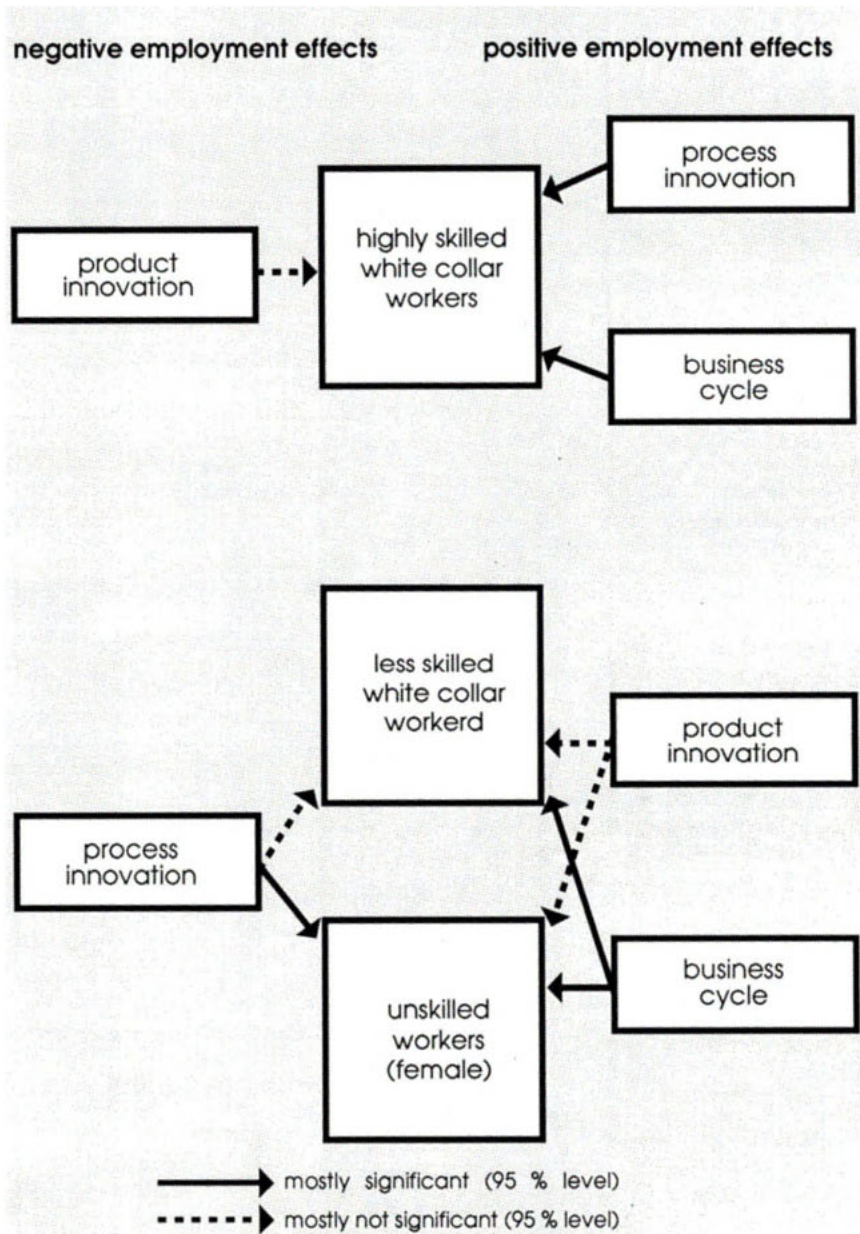 negative employment effects
positive employment effects
process
innovation
product
innovation
highly skilled
white collar
workers
business
cycle
less skilled
white collar
workerd
product
innovation
process
innovation
unskilled
workers
(female)
business
cycle
mostly significant (95 % level)
mostly not significant (95 % level)